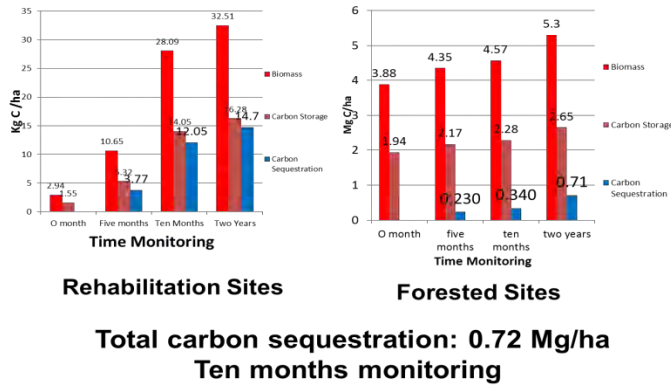 35
30
25
20
15
10
5
0
Kg C /ha
2.94
1.55
10.65
5.32
3.77
28.09
14.05
12.05
32.51
16.28
14.7
O month
Five months
Ten Months
Two Years
Time Monitoring
Biomass
Carbon Storage
Carbon
Sequestration
Rehabilitation Sites
6
5
4
3
2
1
0
Mg C/ha
3.88
1.94
4.35
2.17
0,230
4.57
2.28
0,340
5.3
2.65
0.71
O month
five
months
ten
months
two years
Time Monitoring
Biomass
Carbon Storage
Carbon
Sequestration
Forested Sites
Total carbon sequestration: 0.72 Mg/ha
Ten months monitoring